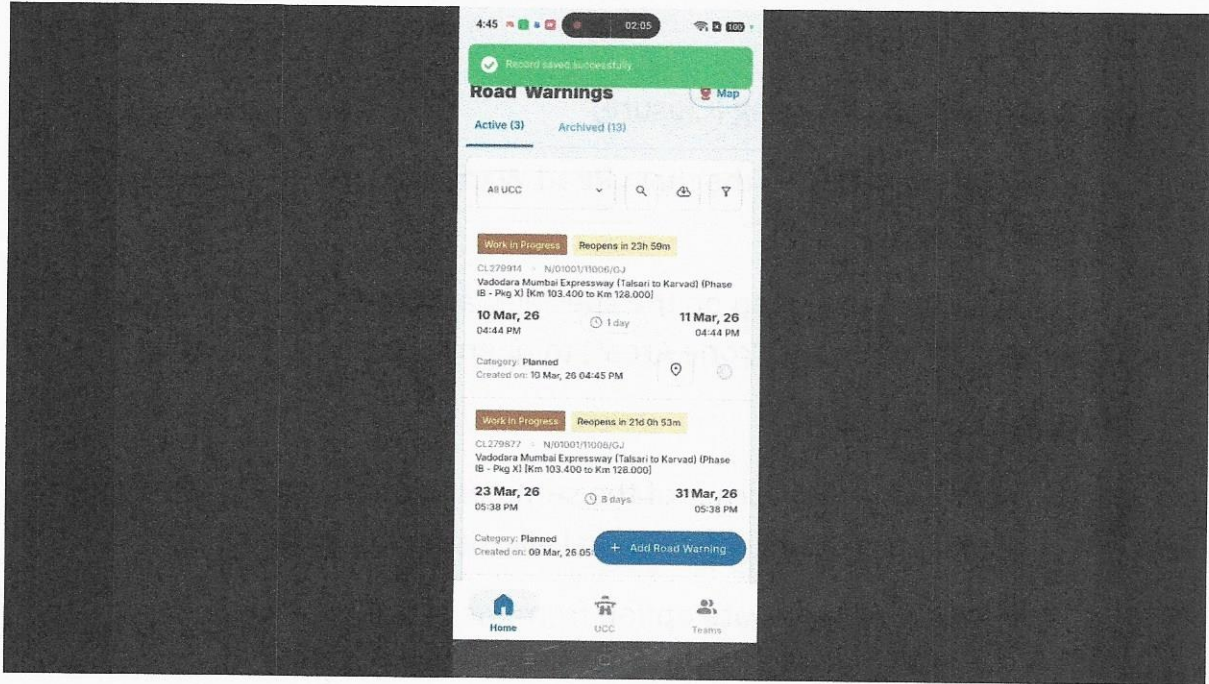 4:45 02:05 100
Record saved successfully
Road Warnings Map
Active (3) Archived (13)
All UCC
Work in Progress Reopens in 23h 59m
CL279914 N/01001/11006/GJ
Vadodara Mumbai Expressway (Talsari to Karvad) (Phase
IB - Pkg X) [Km 103.400 to Km 128.000]
10 Mar, 26 1 day 11 Mar, 26
04:44 PM 04:44 PM
Category: Planned
Created on: 10 Mar, 26 04:45 PM
Work in Progress Reopens in 21d 0h 53m
CL279877 N/01001/11006/GJ
Vadodara Mumbai Expressway (Talsari to Karvad) (Phase
IB - Pkg X) [Km 103.400 to Km 128.000]
23 Mar, 26 8 days 31 Mar, 26
05:38 PM 05:38 PM
Category: Planned
Created on: 09 Mar, 26 05: + Add Road Warning
Home UCC Teams